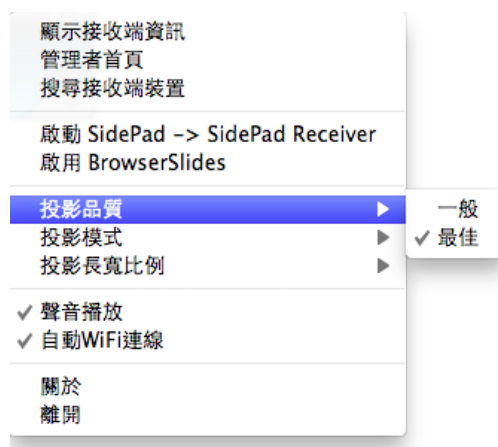 顯示接收端資訊
管理者首頁
搜尋接收端裝置
啟動 SidePad -> SidePad Receiver
啟用 BrowserSlides
投影品質
一般
最佳
投影模式
投影長寬比例
聲音播放
自動WiFi連線
關於
離開